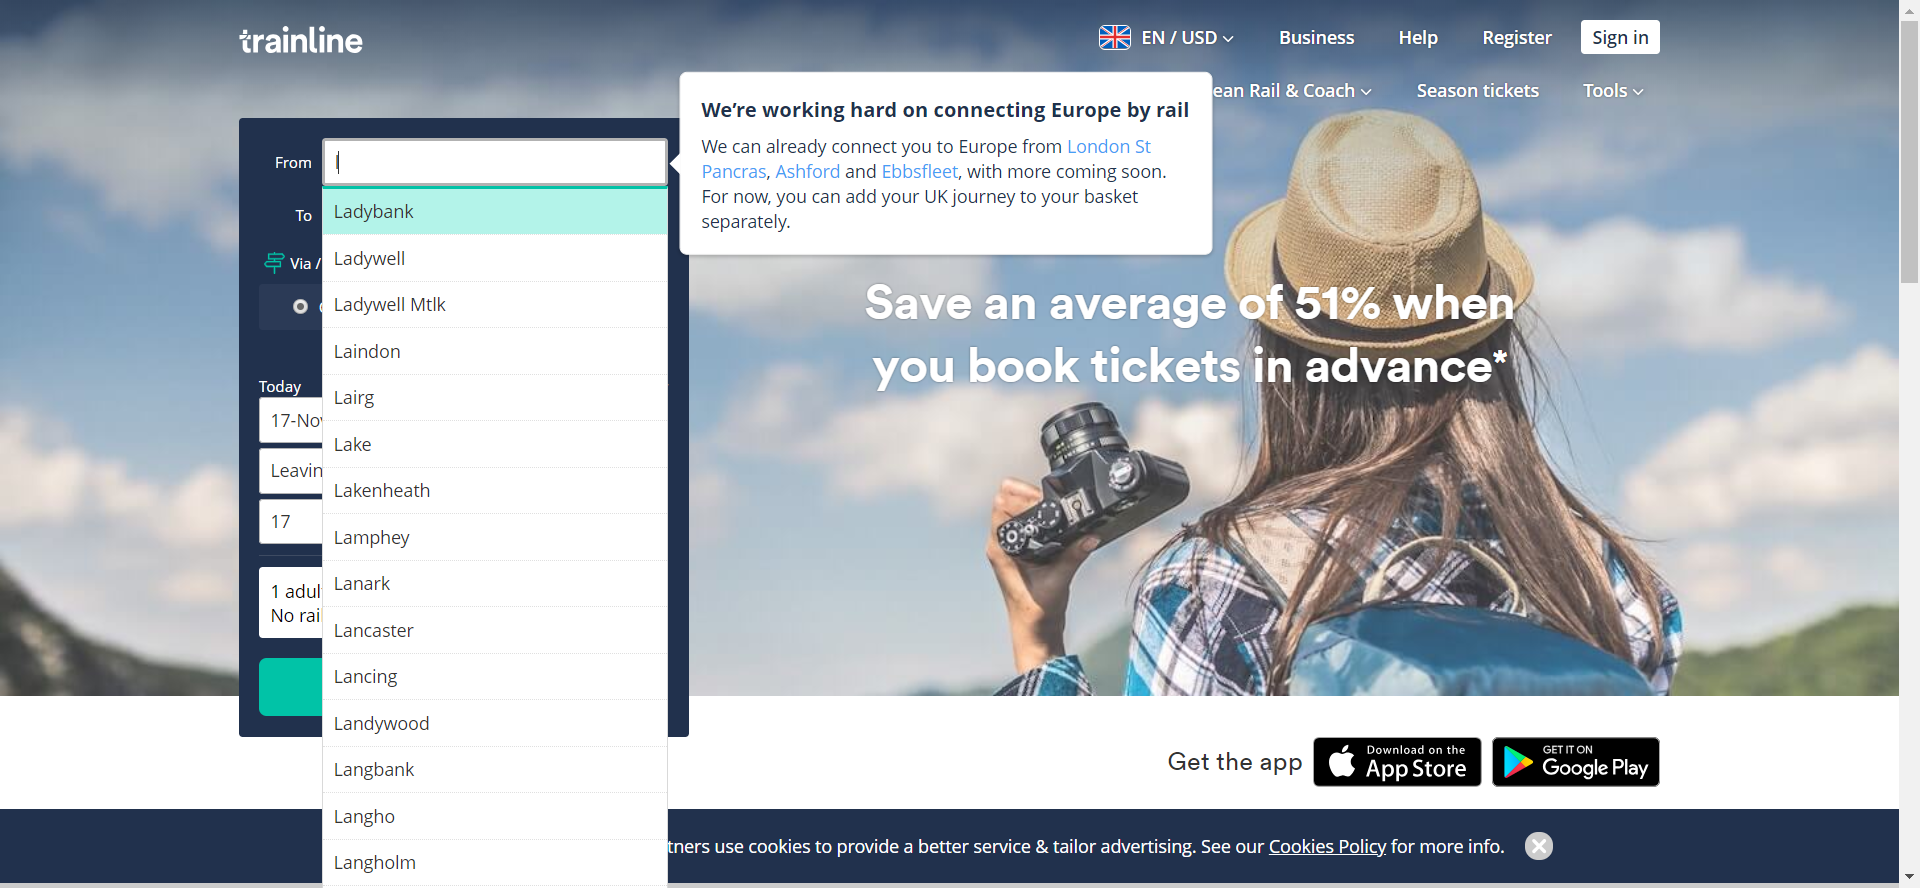 trainline
EN / USD
Business
Help
Register
Sign in
ean Rail & Coach
Season tickets
Tools
From
l
We're working hard on connecting Europe by rail
We can already connect you to Europe from London St
Pancras, Ashford and Ebbsfleet, with more coming soon.
For now, you can add your UK journey to your basket
separately.
To
Via /
Ladybank
Ladywell
Ladywell Mtlk
Laindon
Lairg
Lake
Lakenheath
Lamphey
Lanark
Lancaster
Lancing
Landywood
Langbank
Langho
Langholm
Today
17-Nov
Leavin
17
1 adul
No rai
Save an average of 51% when
you book tickets in advance*
Get the app
Download on the
App Store
GET IT ON
Google Play
tners use cookies to provide a better service & tailor advertising. See our Cookies Policy for more info.